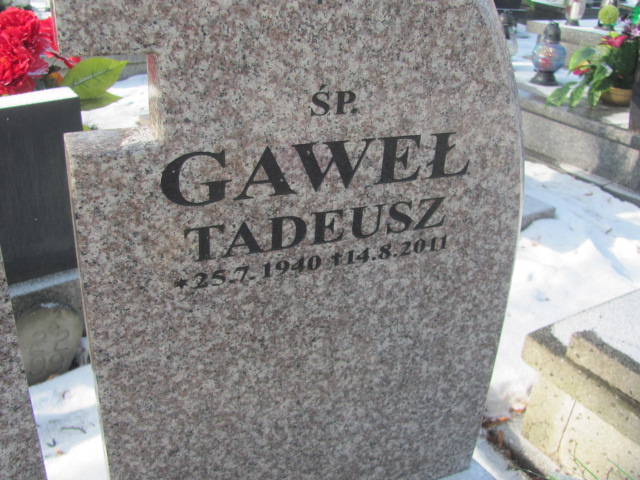 ŚP.
GAWEŁ
TADEUSZ
*25.7.1940 †14.8.2011